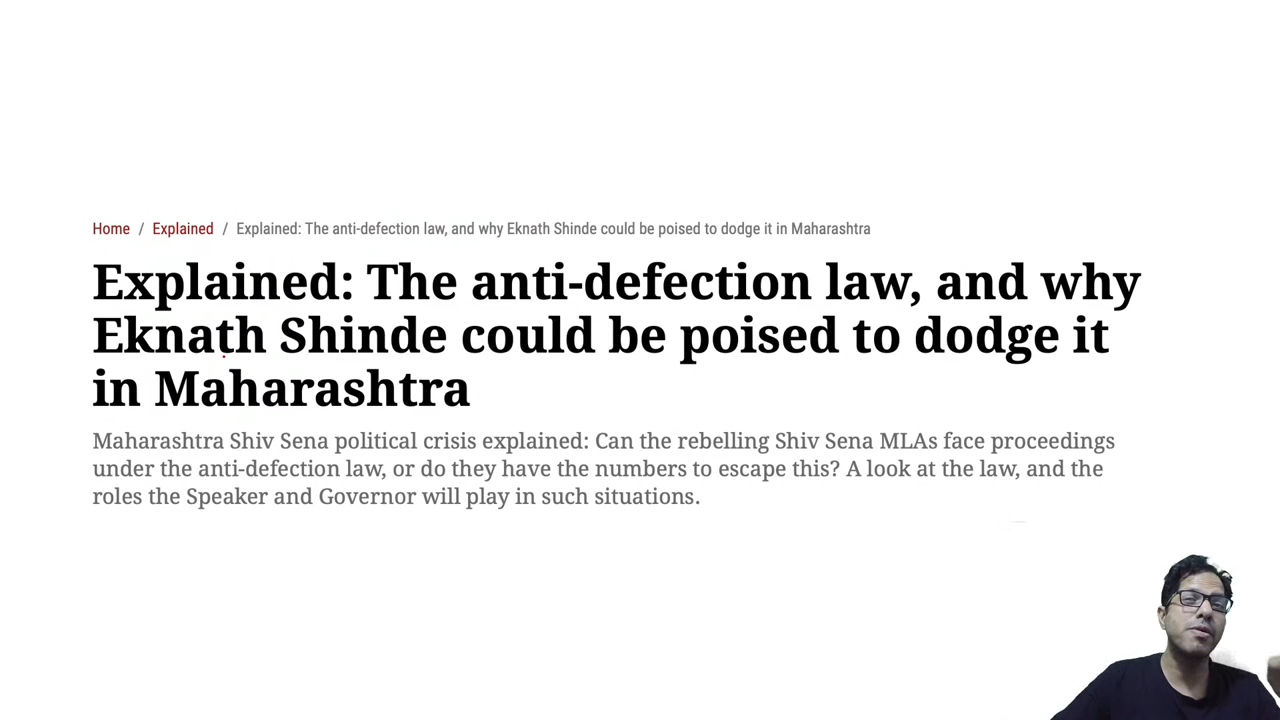 Home / Explained / Explained: The anti-defection law, and why Eknath Shinde could be poised to dodge it in Maharashtra
Explained: The anti-defection law, and why
Eknath Shinde could be poised to dodge it
in Maharashtra
Maharashtra Shiv Sena political crisis explained: Can the rebelling Shiv Sena MLAs face proceedings
under the anti-defection law, or do they have the numbers to escape this? A look at the law, and the
roles the Speaker and Governor will play in such situations.